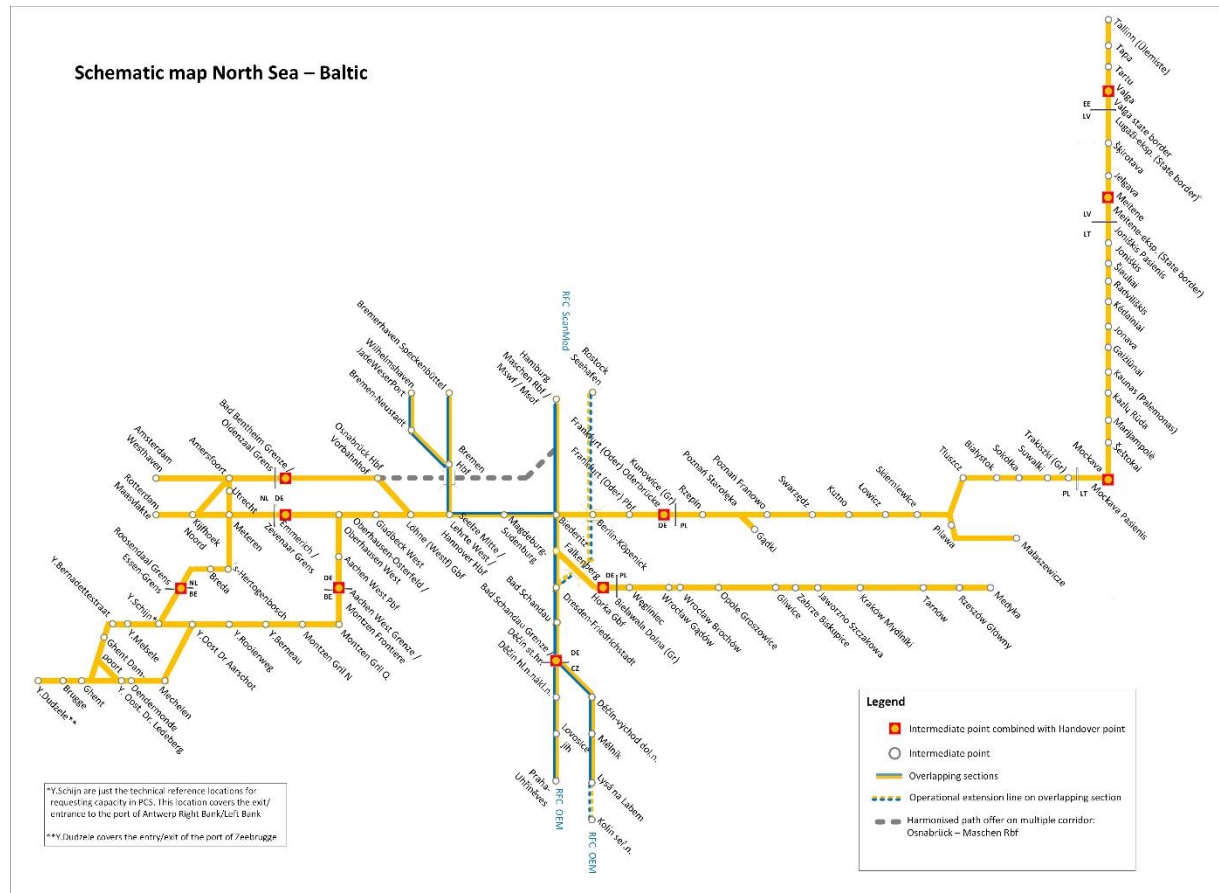 Schematic map North Sea – Baltic
Tallinn (Ülemiste)
Tapa
Tartu
Valga
EE
LV
Valga state border
Lugaži-eksp. (State border)
Šķirotava
Jelgava
Meitene
LV
LT
Meitene-eksp. (State border)
Joniškis Pasienis
Joniškis
Šiauliai
Radviliškis
Kėdainiai
Jonava
Gaižiūnai
Kaunas (Palemonas)
Kazlų Rūda
Marijampolė
Šeštokai
Mockava
Mockava Pasienis
PL
LT
Trakiszki (Gr)
Suwałki
Sokółka
Białystok
Tłuszcz
Pilawa
Małaszewicze
Skierniewice
Łowicz
Kutno
Swarzędz
Poznań Franowo
Gądki
Poznań Starołęka
Rzepin
Kunowice (Gr)
DE
PL
Frankfurt (Oder) Oderbrücke
Frankfurt (Oder) Pbf
Berlin-Köpenick
Rostock
Seehafen
RFC ScanMed
Hamburg
Maschen Rbf /
Mswf / Msof
Bremerhaven Speckenbüttel
Wilhelmshaven
JadeWeserPort
Bremen-Neustadt
Bremen
Hbf
Osnabrück Hbf
Vorbahnhof
Bad Bentheim Grenze /
Oldenzaal Grens
NL
DE
Amersfoort
Amsterdam
Westhaven
Rotterdam
Maasvlakte
Utrecht
Kijfhoek
Noord
Meteren
Emmerich /
Zevenaar Grens
Oberhausen-Osterfeld /
Oberhausen West
Gladbeck West
Löhne (Westf) Gbf
Seelze Mitte /
Lehrte West /
Hannover Hbf
Magdeburg-
Sudenburg
Biederitz
Falkenberg
Horka Gbf
DE
PL
Bielawa Dolna (Gr)
Węgliniec
Wrocław Gądów
Wrocław Brochów
Opole Groszowice
Gliwice
Zabrze Biskupice
Jaworzno Szczakowa
Kraków Mydlniki
Tarnów
Rzeszów Główny
Medyka
Dresden-Friedrichstadt
Bad Schandau
Bad Schandau Grenze /
Děčín st.hr.
DE
CZ
Děčín hl.n.nákl.n.
Lovosice
jih
Praha-
Uhříněves
RFC OEM
Děčín-východ dol.n.
Mělník
Lysá na Labem
Kolín seř.n.
RFC OEM
Aachen West Pbf
DE
BE
Aachen West Grenze /
Montzen Frontiere
Montzen Gril Q
Montzen Gril N
Y.Berneau
Y.Rooierweg
Y.Oost Dr Aarschot
Roosendaal Grens
Essen-Grens
NL
BE
Breda
's-Hertogenbosch
Y.Schijn*
Y.Bernadettestraat
Y.Melsele
Ghent Dam-
poort
Y. Oost. Dr. Ledeberg
Dendermonde
Mechelen
Ghent
Brugge
Y.Dudzele**
*Y.Schijn are just the technical reference locations for
requesting capacity in PCS. This location covers the exit/
entrance to the port of Antwerp Right Bank/Left Bank
**Y.Dudzele covers the entry/exit of the port of Zeebrugge
Legend
Intermediate point combined with Handover point
Intermediate point
Overlapping sections
Operational extension line on overlapping section
Harmonised path offer on multiple corridor:
Osnabrück – Maschen Rbf